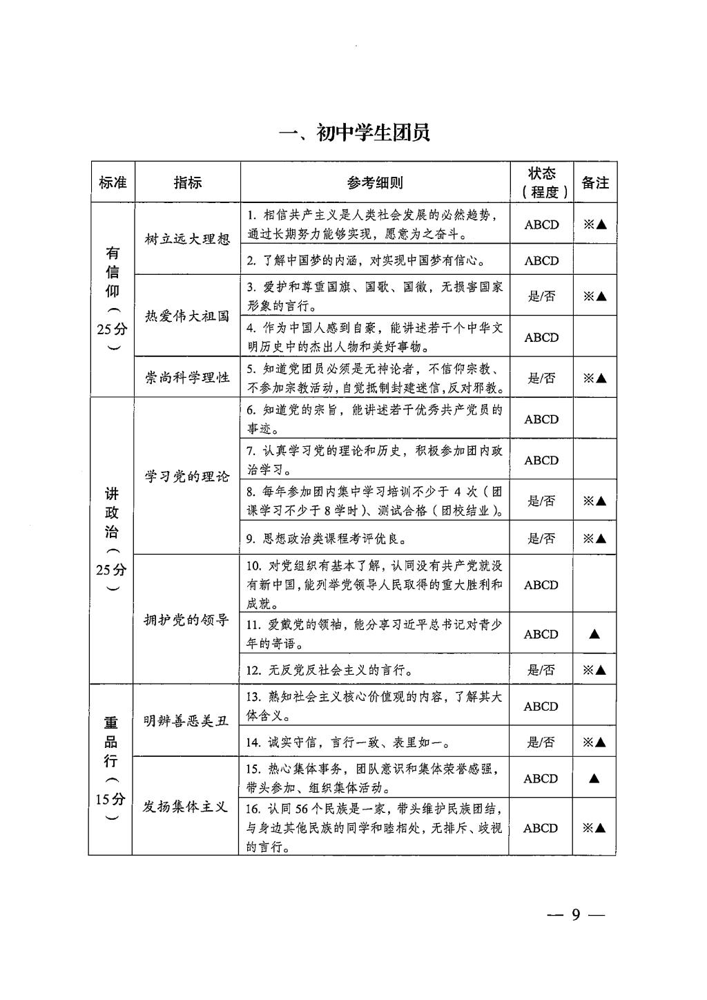 一、初中学生团员
标准 指标 参考细则 状态（程度） 备注
有信仰（25分）
树立远大理想
1. 相信共产主义是人类社会发展的必然趋势，
通过长期努力能够实现，愿意为之奋斗。
ABCD ※▲
2. 了解中国梦的内涵，对实现中国梦有信心。
ABCD
热爱伟大祖国
3. 爱护和尊重国旗、国歌、国徽，无损害国家
形象的言行。
是/否 ※▲
4. 作为中国人感到自豪，能讲述若干个中华文
明历史中的杰出人物和美好事物。
ABCD
崇尚科学理性
5. 知道党团员必须是无神论者，不信仰宗教、
不参加宗教活动，自觉抵制封建迷信，反对邪教。
是/否 ※▲
讲政治（25分）
学习党的理论
6. 知道党的宗旨，能讲述若干优秀共产党员的
事迹。
ABCD
7. 认真学习党的理论和历史，积极参加团内政
治学习。
ABCD
8. 每年参加团内集中学习培训不少于 4 次（团
课学习不少于 8 学时）、测试合格（团校结业）。
是/否 ※▲
9. 思想政治类课程考评优良。
是/否 ※▲
拥护党的领导
10. 对党组织有基本了解，认同没有共产党就没
有新中国，能列举党领导人民取得的重大胜利和
成就。
ABCD
11. 爱戴党的领袖，能分享习近平总书记对青少
年的寄语。
ABCD ▲
12. 无反党反社会主义的言行。
是/否 ※▲
重品行（15分）
明辨善恶美丑
13. 熟知社会主义核心价值观的内容，了解其大
体含义。
ABCD
14. 诚实守信，言行一致、表里如一。
是/否 ※▲
发扬集体主义
15. 热心集体事务，团队意识和集体荣誉感强，
带头参加、组织集体活动。
ABCD ▲
16. 认同 56 个民族是一家，带头维护民族团结，
与身边其他民族的同学和睦相处，无排斥、歧视
的言行。
ABCD ※▲
— 9 —